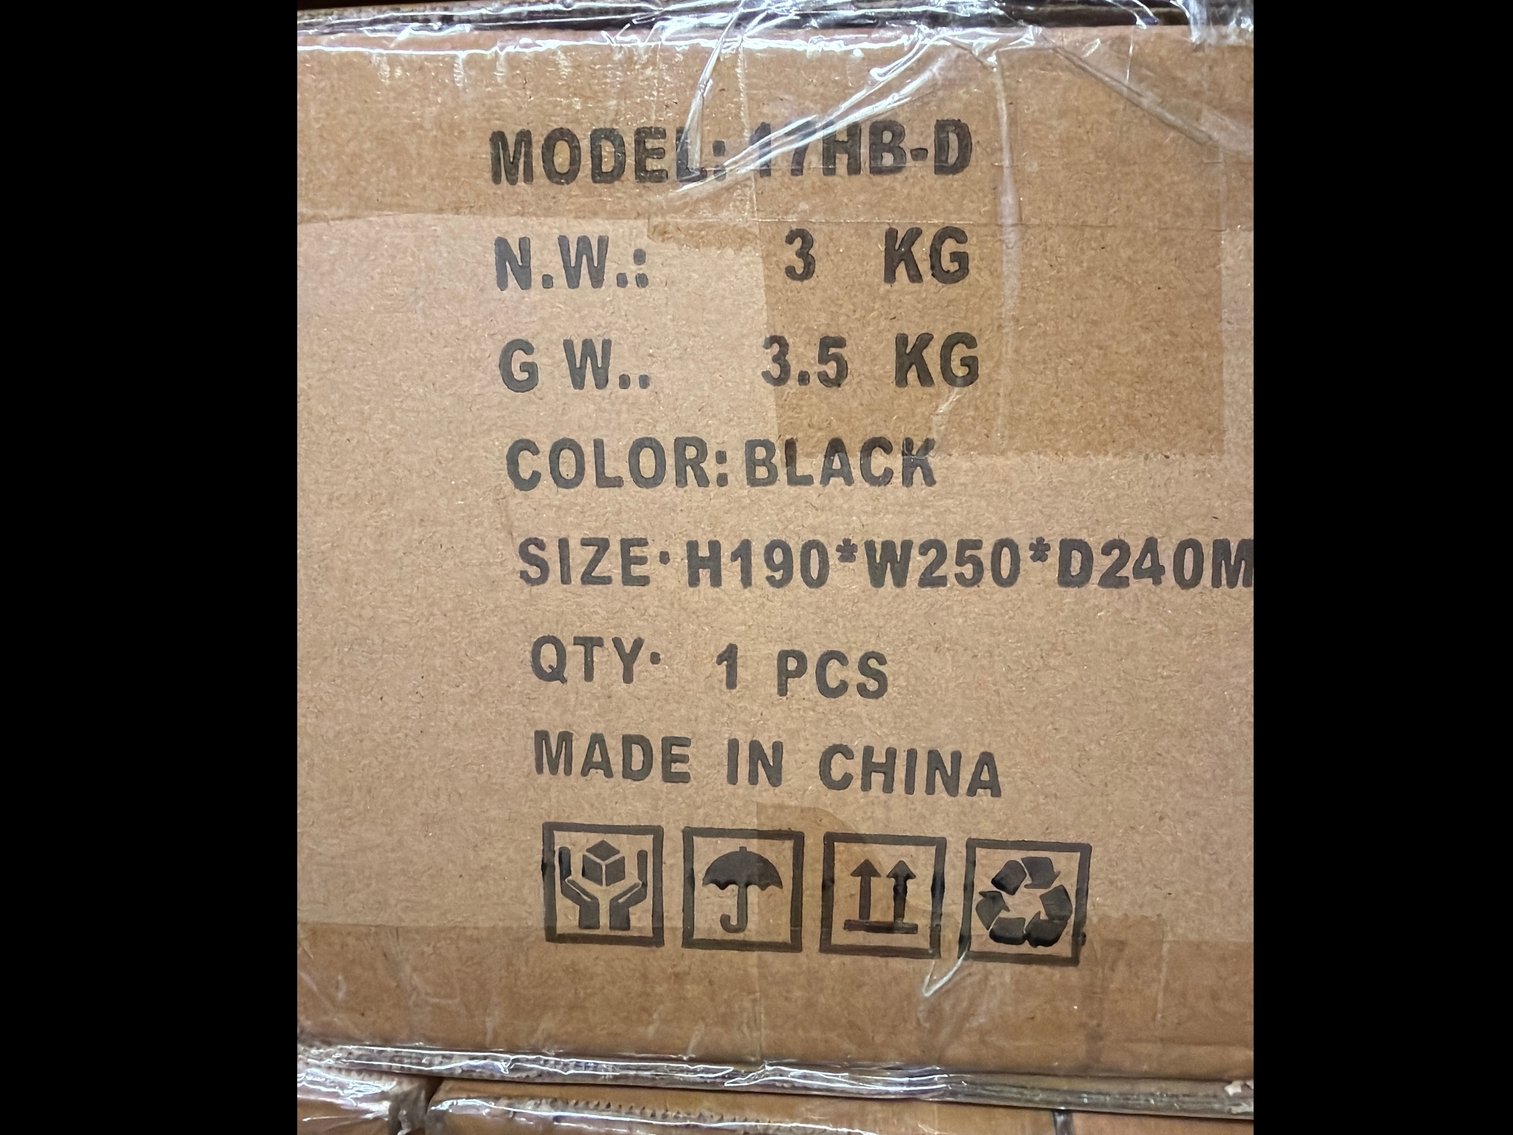 MODEL: 17HB-D
N.W.: 3 KG
G W.. 3.5 KG
COLOR: BLACK
SIZE· H190*W250*D240M
QTY· 1 PCS
MADE IN CHINA